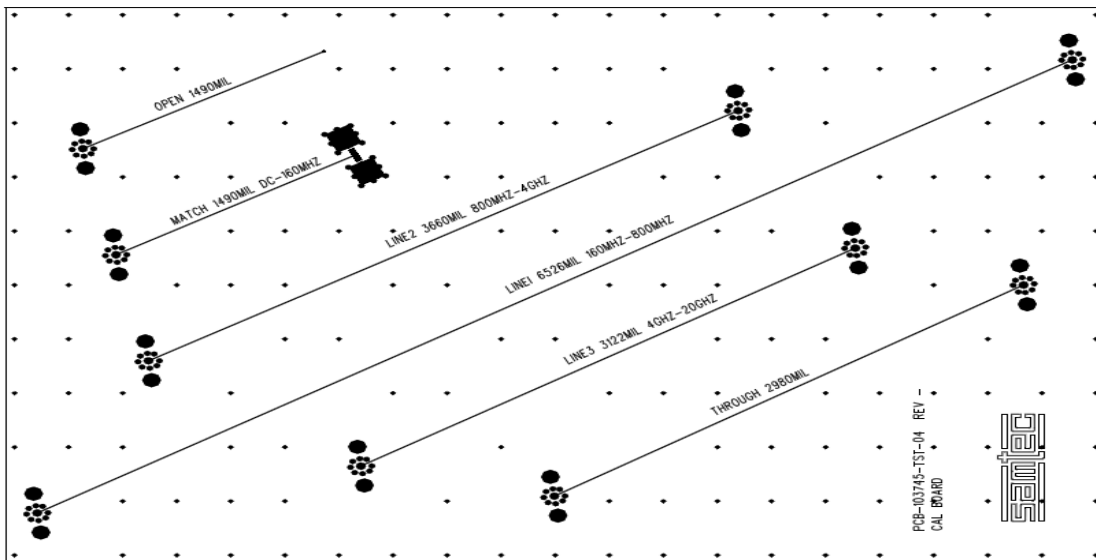 OPEN 1490MIL
MATCH 1490MIL DC-160MHZ
LINE2 3660MIL 800MHZ-4GHZ
LINE1 6526MIL 160MHZ-800MHZ
LINE3 3122MIL 4GHZ-20GHZ
THROUGH 2980MIL
PCB-103745-TST-04 REV -
CAL BOARD
samtec